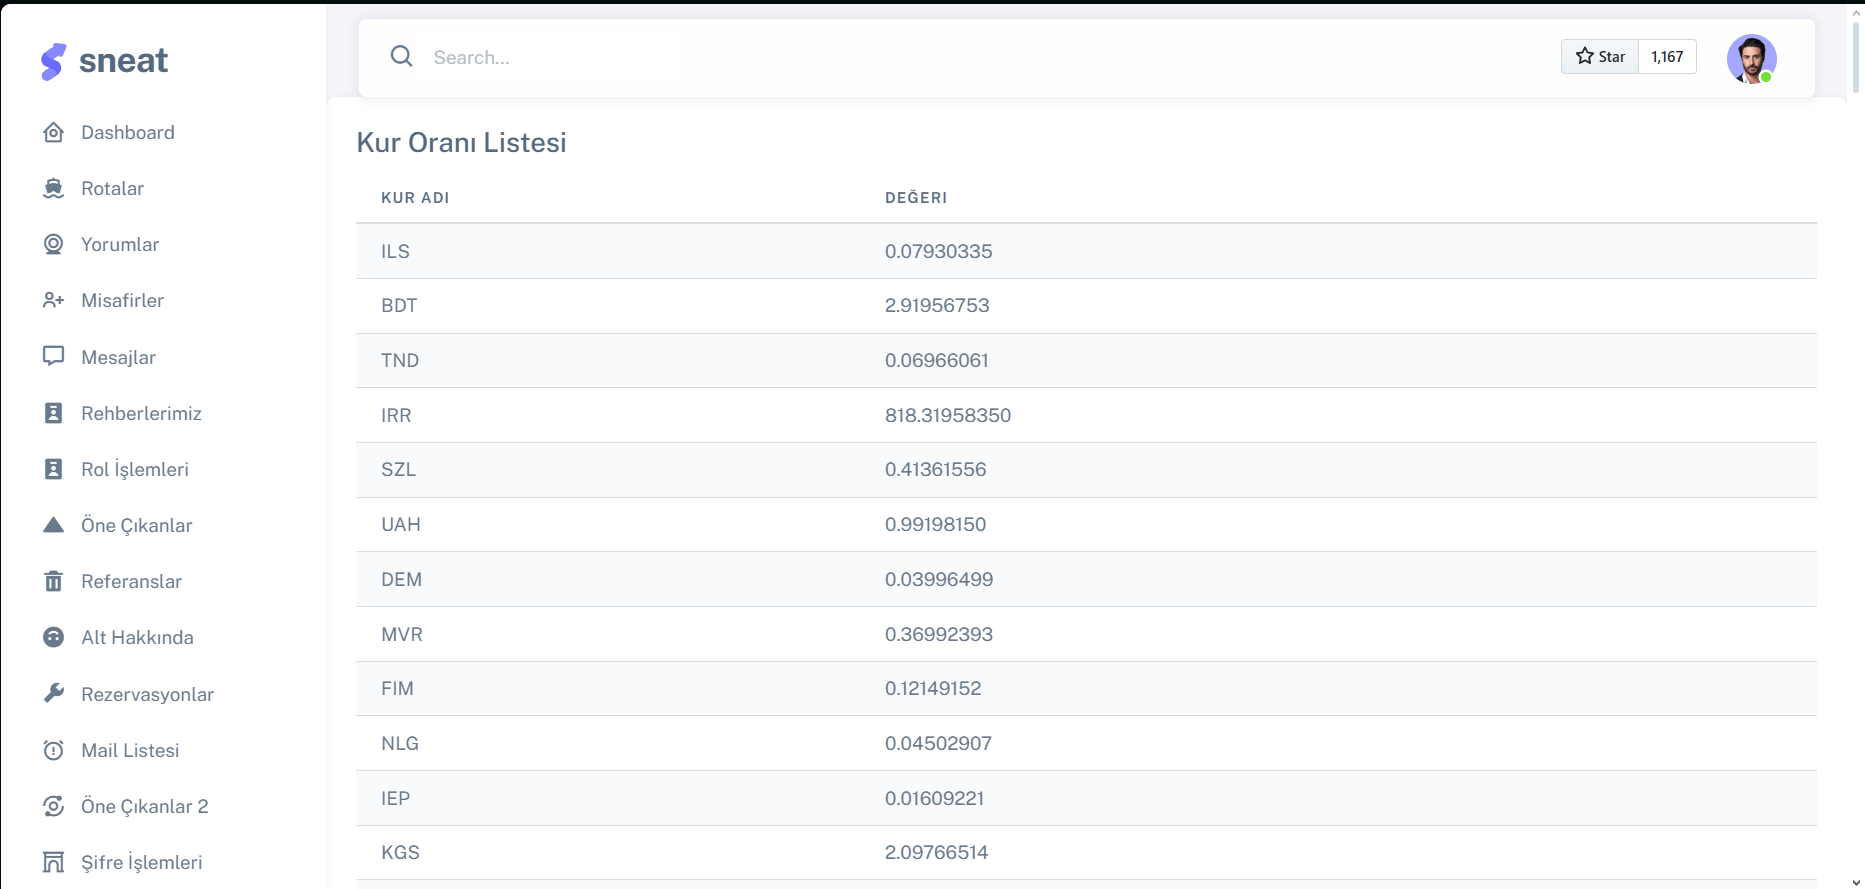 sneat
Dashboard
Rotalar
Yorumlar
Misafirler
Mesajlar
Rehberlerimiz
Rol İşlemleri
Öne Çıkanlar
Referanslar
Alt Hakkında
Rezervasyonlar
Mail Listesi
Öne Çıkanlar 2
Şifre İşlemleri
Search...
Star 1,167
Kur Oranı Listesi
KUR ADI DEĞERI
ILS 0.07930335
BDT 2.91956753
TND 0.06966061
IRR 818.31958350
SZL 0.41361556
UAH 0.99198150
DEM 0.03996499
MVR 0.36992393
FIM 0.12149152
NLG 0.04502907
IEP 0.01609221
KGS 2.09766514